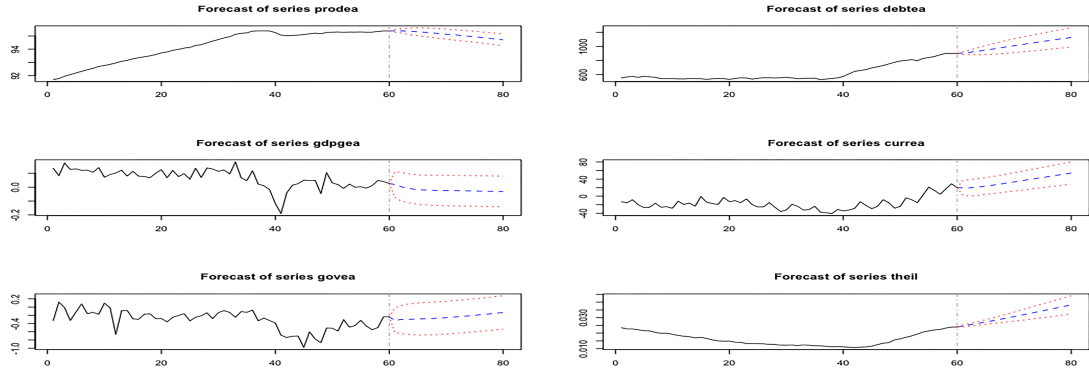 Forecast of series prodea
94
92
0 20 40 60 80
Forecast of series debtea
1000
600
0 20 40 60 80
Forecast of series gdpgea
0.0
-0.2
0 20 40 60 80
Forecast of series currea
80
40
0
-40
0 20 40 60 80
Forecast of series govea
0.2
-0.4
-1.0
0 20 40 60 80
Forecast of series theil
0.030
0.010
0 20 40 60 80